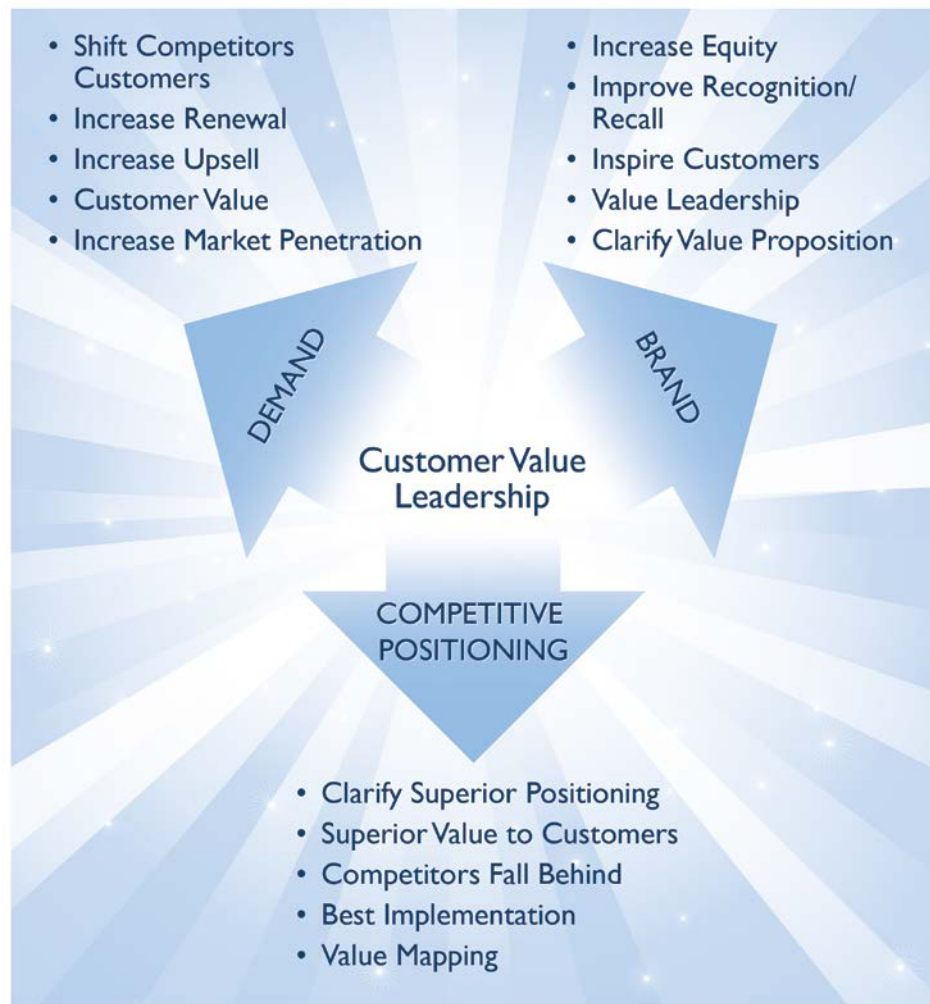 • Shift Competitors
Customers
• Increase Renewal
• Increase Upsell
• Customer Value
• Increase Market Penetration
• Increase Equity
• Improve Recognition/
Recall
• Inspire Customers
• Value Leadership
• Clarify Value Proposition
DEMAND
BRAND
Customer Value
Leadership
COMPETITIVE
POSITIONING
• Clarify Superior Positioning
• Superior Value to Customers
• Competitors Fall Behind
• Best Implementation
• Value Mapping